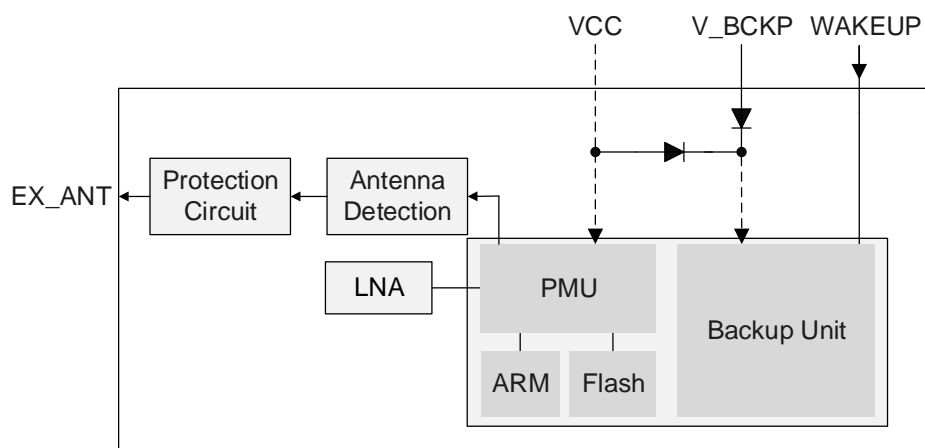 VCC
V_BCKP
WAKEUP
EX_ANT
Protection
Circuit
Antenna
Detection
LNA
PMU
Backup Unit
ARM
Flash